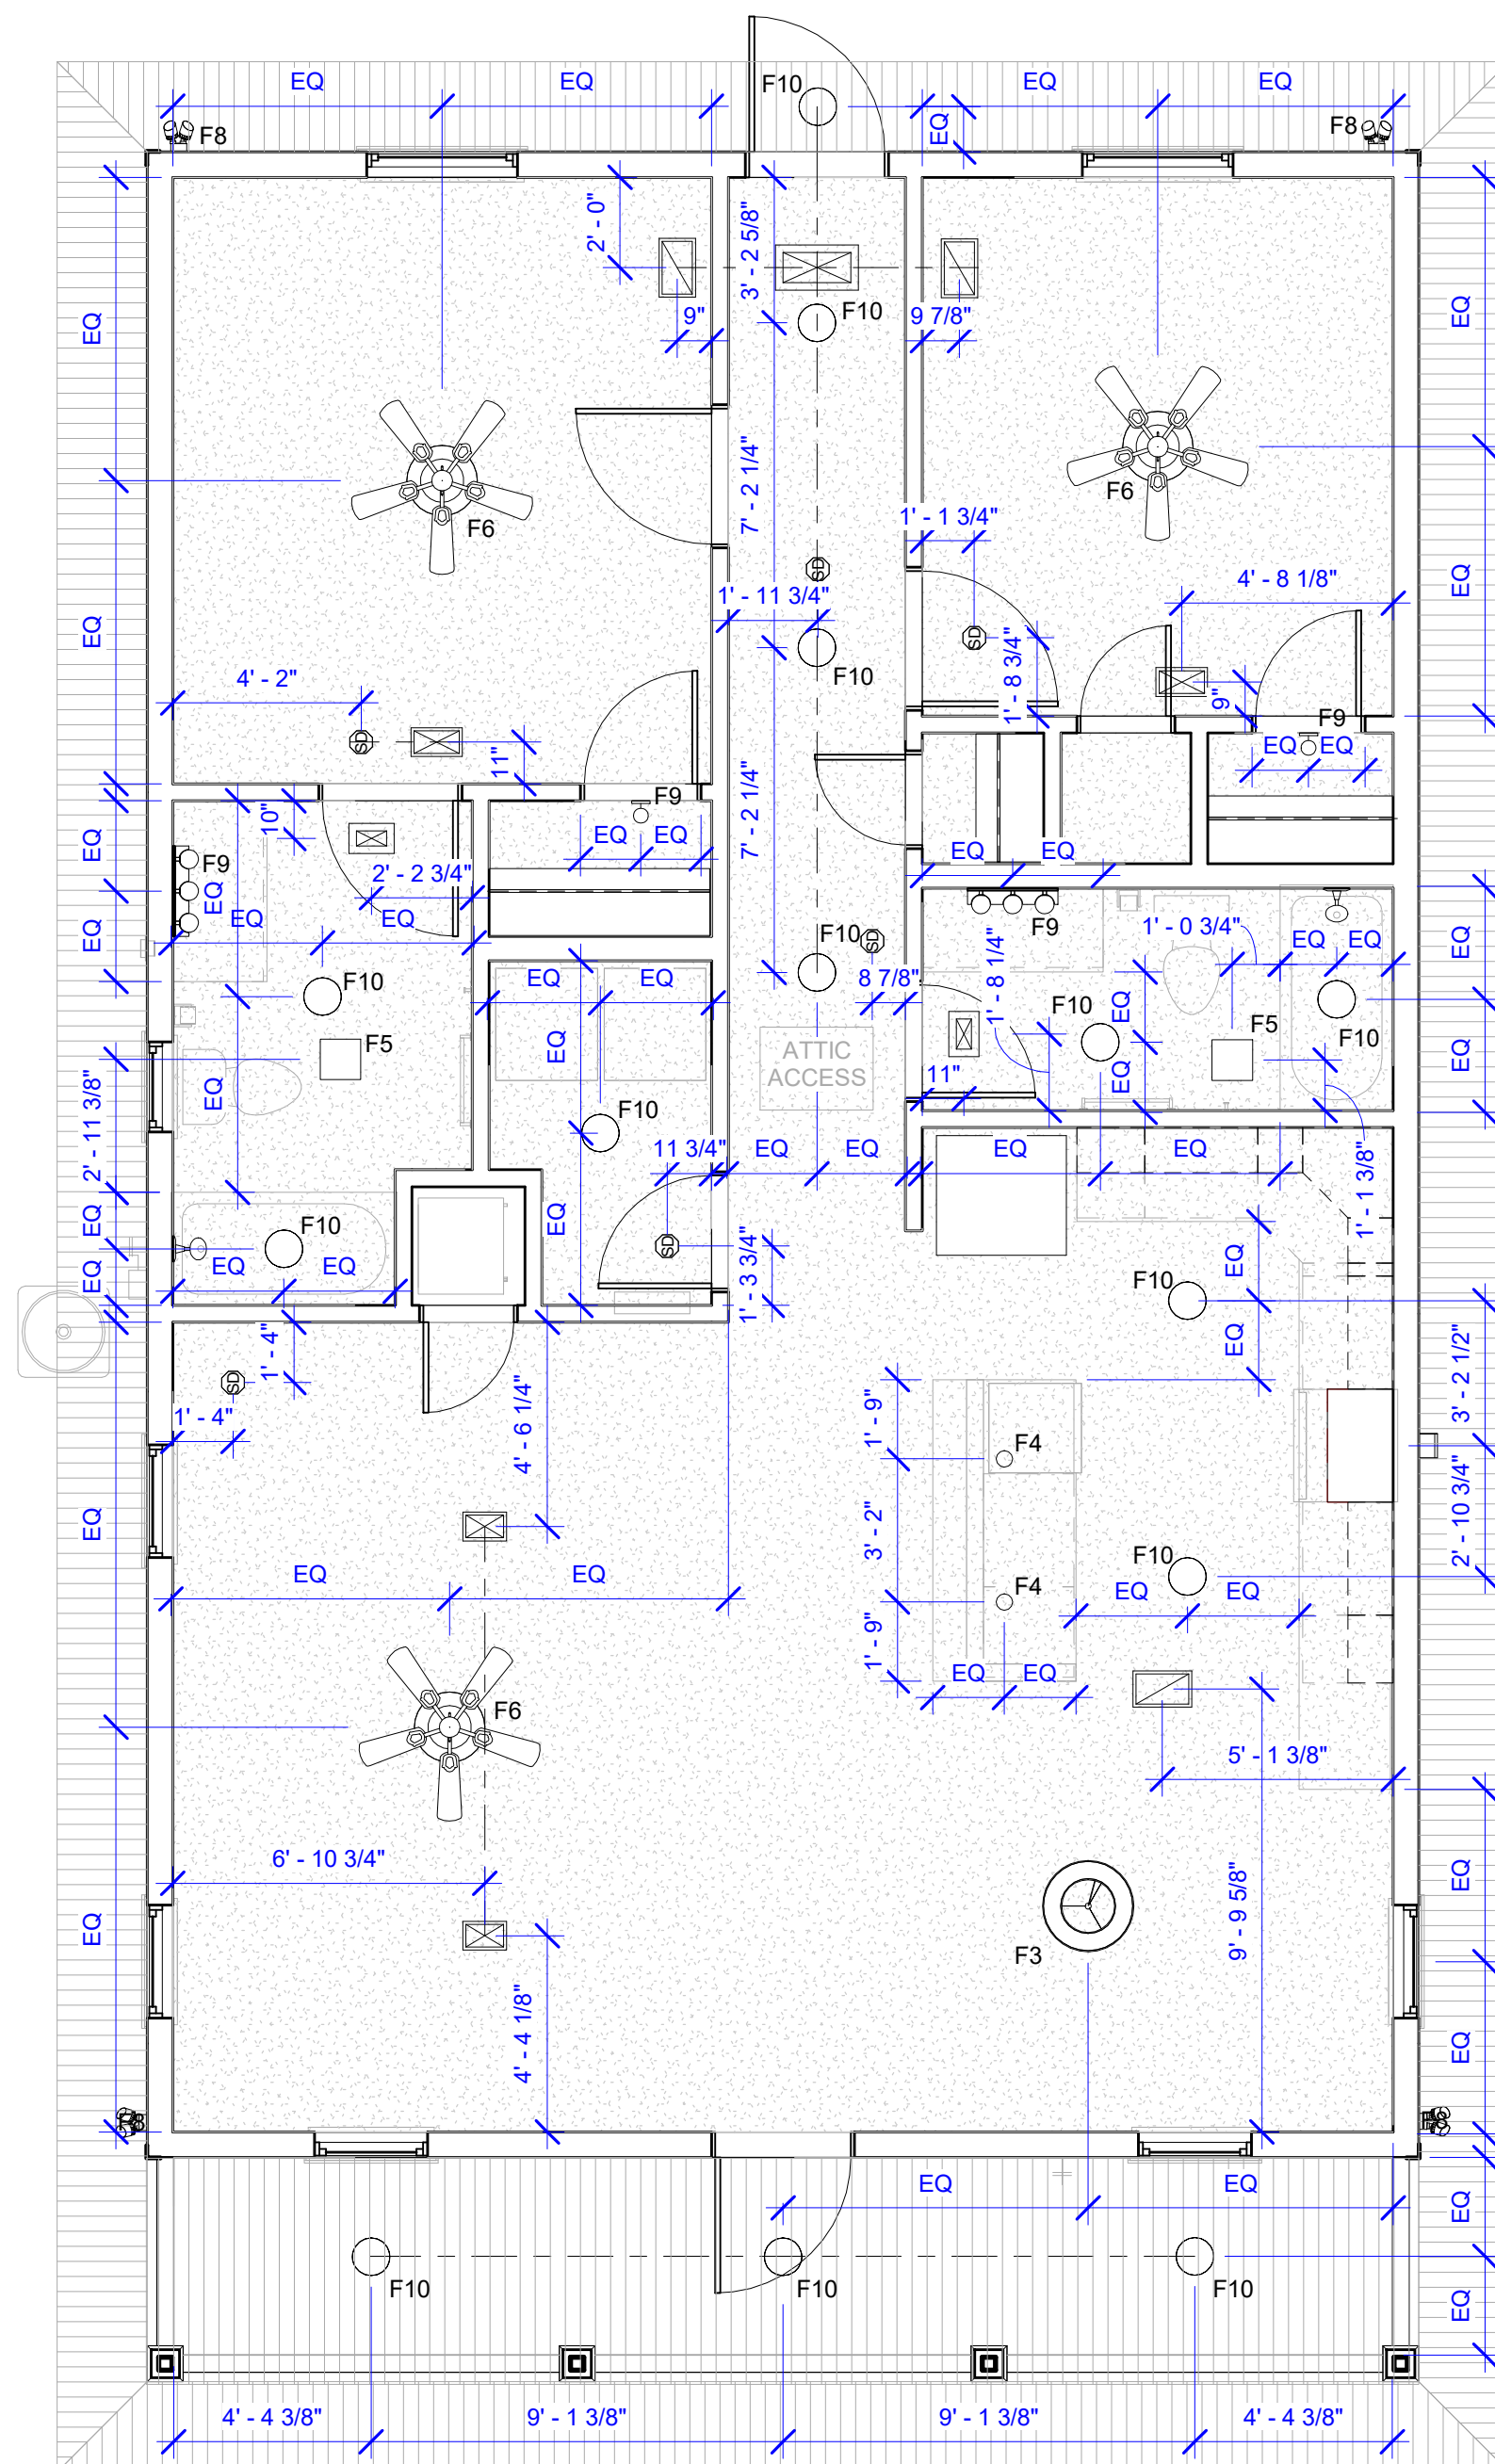 EQ
EQ
F10
EQ
EQ
F8
EQ
F8
2' - 0"
3' - 2 5/8"
EQ
EQ
9"
F10
9 7/8"
F6
7' - 2 1/4"
F6
1' - 1 3/4"
SD
1' - 11 3/4"
4' - 8 1/8"
EQ
EQ
SD
4' - 2"
F10
1' - 8 3/4"
9"
SD
11"
F9
EQ
EQ
F9
10"
EQ
EQ
EQ
7' - 2 1/4"
EQ
EQ
F9
EQ
2' - 2 3/4"
EQ
EQ
EQ
F10
SD
F9
1' - 0 3/4"
EQ
EQ
EQ
F10
EQ
EQ
8 7/8"
1' - 8 1/4"
F10
EQ
F5
F10
EQ
F5
EQ
ATTIC
ACCESS
11"
EQ
EQ
2' - 11 3/8"
EQ
F10
11 3/4"
EQ
EQ
EQ
EQ
1' - 1 3/8"
EQ
F10
EQ
SD
EQ
EQ
EQ
1' - 3 3/4"
F10
EQ
EQ
1' - 4"
SD
1' - 4"
4' - 6 1/4"
1' - 9"
F4
3' - 2 1/2"
EQ
3' - 2"
2' - 10 3/4"
EQ
EQ
F10
F4
EQ
EQ
1' - 9"
EQ
EQ
F6
5' - 1 3/8"
6' - 10 3/4"
EQ
EQ
F3
9' - 9 5/8"
4' - 4 1/8"
EQ
EQ
EQ
EQ
F10
F10
F10
EQ
4' - 4 3/8"
9' - 1 3/8"
9' - 1 3/8"
4' - 4 3/8"